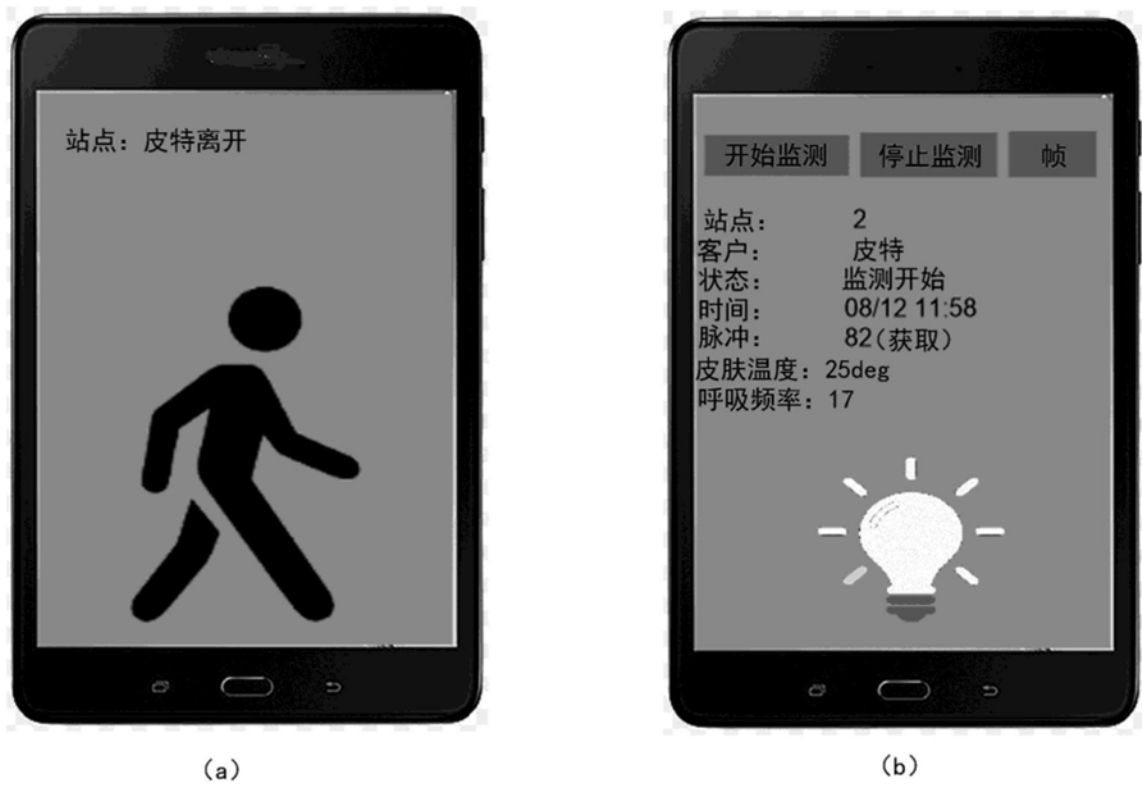 站点：皮特离开
开始监测 停止监测 帧
站点： 2
客户： 皮特
状态： 监测开始
时间： 08/12 11:58
脉冲： 82（获取）
皮肤温度：25deg
呼吸频率：17
（a）
（b）